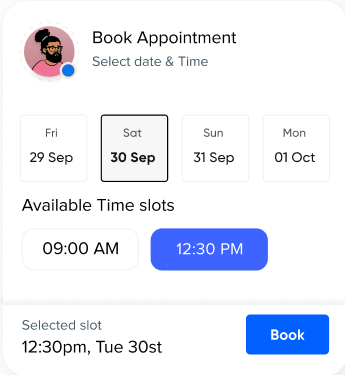 Book Appointment
Select date & Time
Fri Sat Sun Mon
29 Sep 30 Sep 31 Sep 01 Oct
Available Time slots
09:00 AM 12:30 PM
Selected slot
12:30pm, Tue 30st
Book